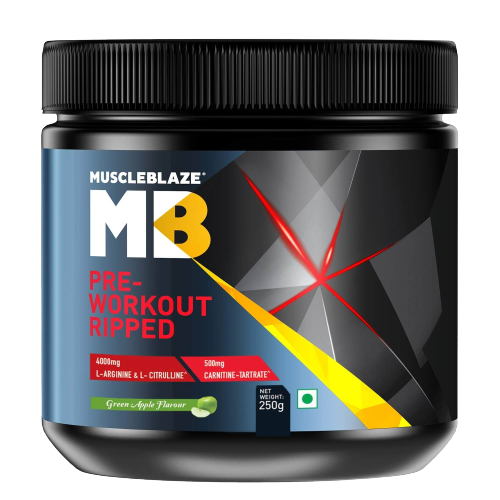 MUSCLEBLAZE®
MB
PRE-
WORKOUT
RIPPED
4000mg
L-ARGININE & L- CITRULLINE^
500mg
CARNITINE-TARTRATE^
Green Apple Flavour
NET
WEIGHT:
250g